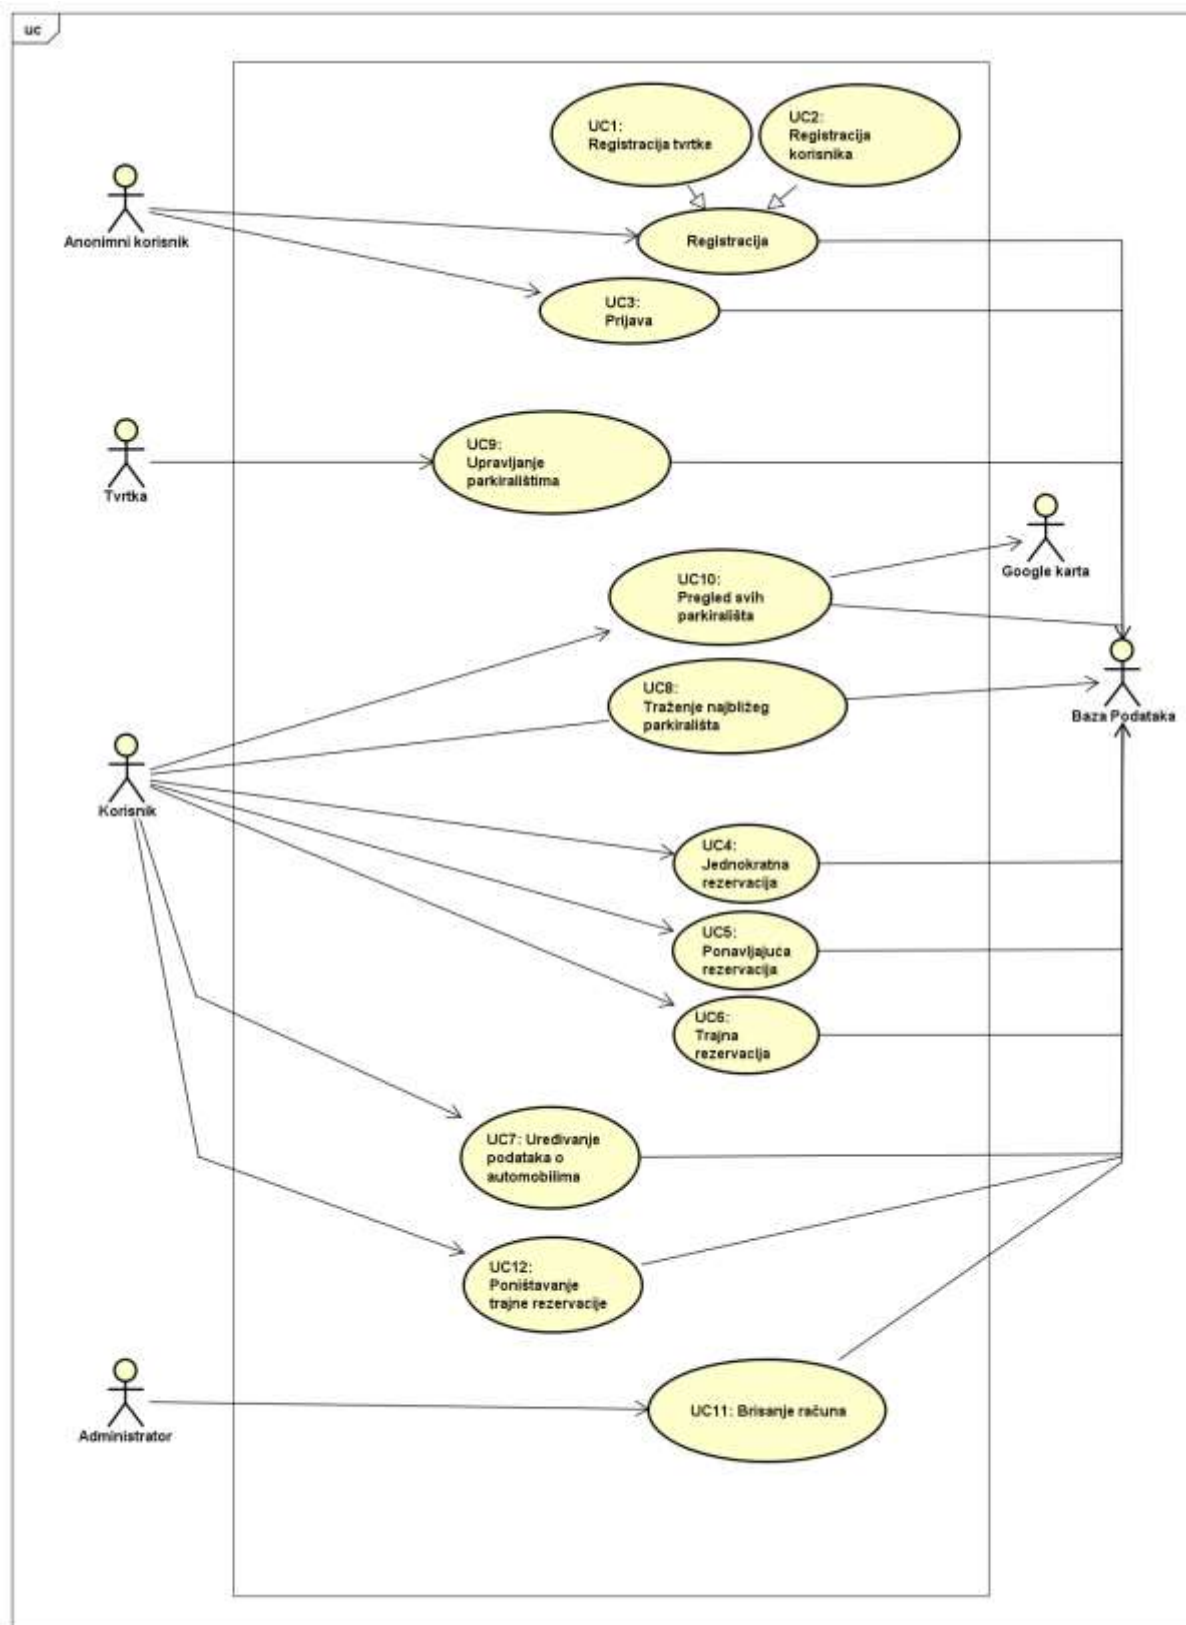 uc
UC1:
Registracija tvrtke
UC2:
Registracija
korisnika
Anonimni korisnik
Registracija
UC3:
Prijava
UC9:
Upravljanje
parkiralištima
Tvrtka
Google karta
UC10:
Pregled svih
parkirališta
UC8:
Traženje najbližeg
parkirališta
Baza Podataka
Korisnik
UC4:
Jednokratna
rezervacija
UC5:
Ponavljajuća
rezervacija
UC6:
Trajna
rezervacija
UC7: Uređivanje
podataka o
automobilima
UC12:
Poništavanje
trajne rezervacije
Administrator
UC11: Brisanje računa